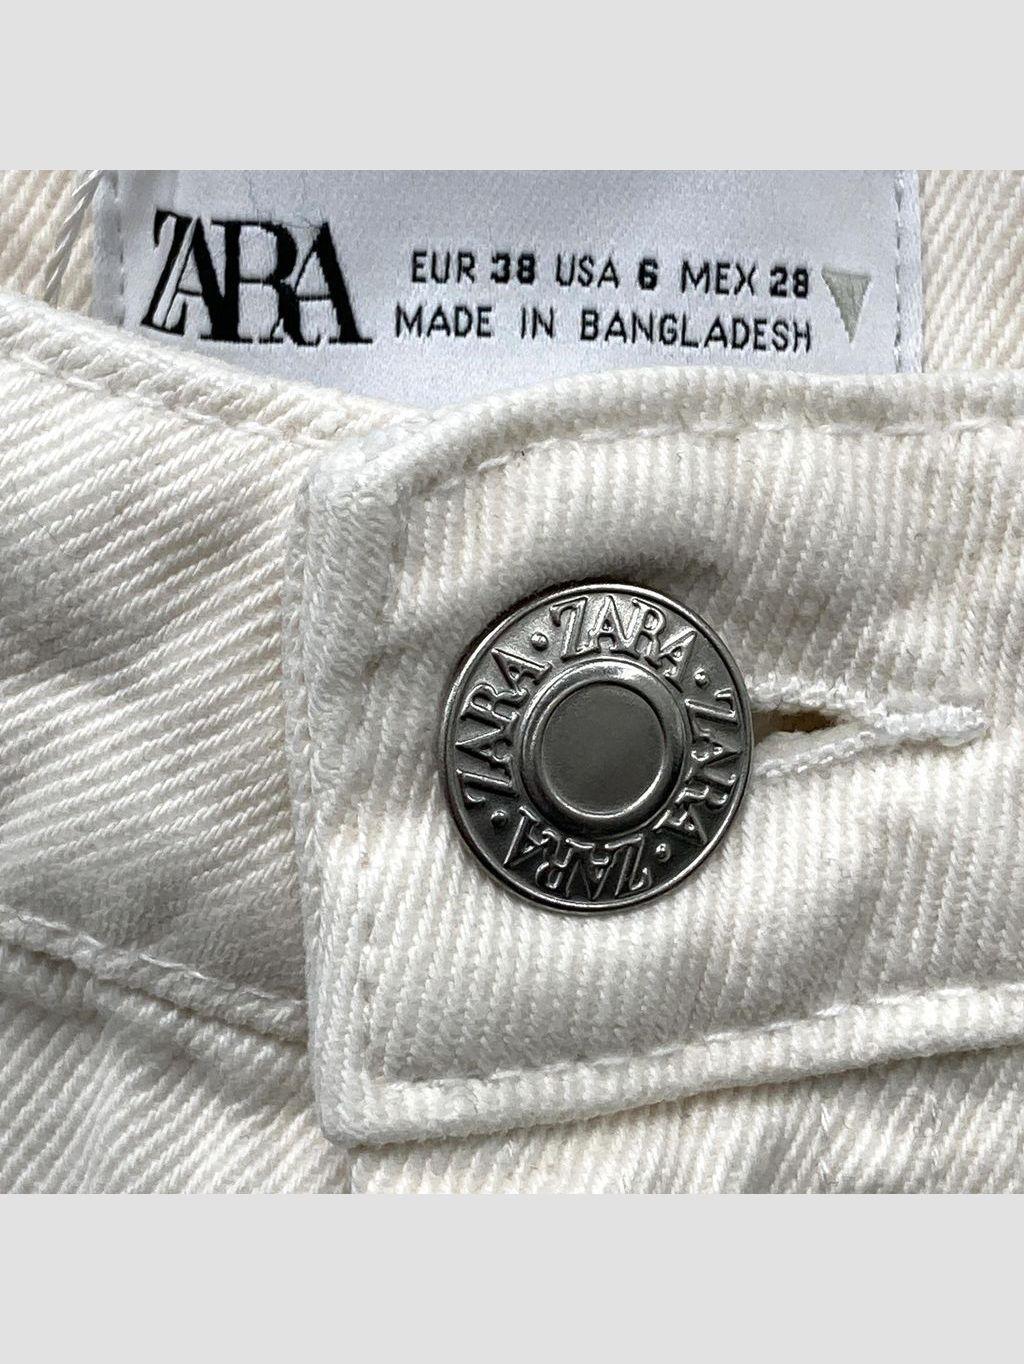 ZARA
EUR 38 USA 6 MEX 28
MADE IN BANGLADESH
ZARA · ZARA · ZARA · ZARA ·